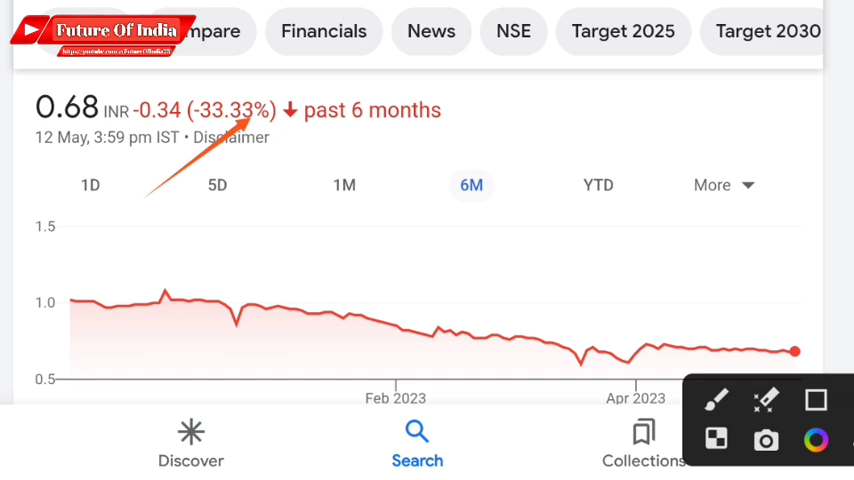 Future Of India
Financials
News
NSE
Target 2025
Target 2030
0.68 INR -0.34 (-33.33%) past 6 months
12 May, 3:59 pm IST • Disclaimer
1D
5D
1M
6M
YTD
More
1.5
1.0
0.5
Feb 2023
Apr 2023
Discover
Search
Collections